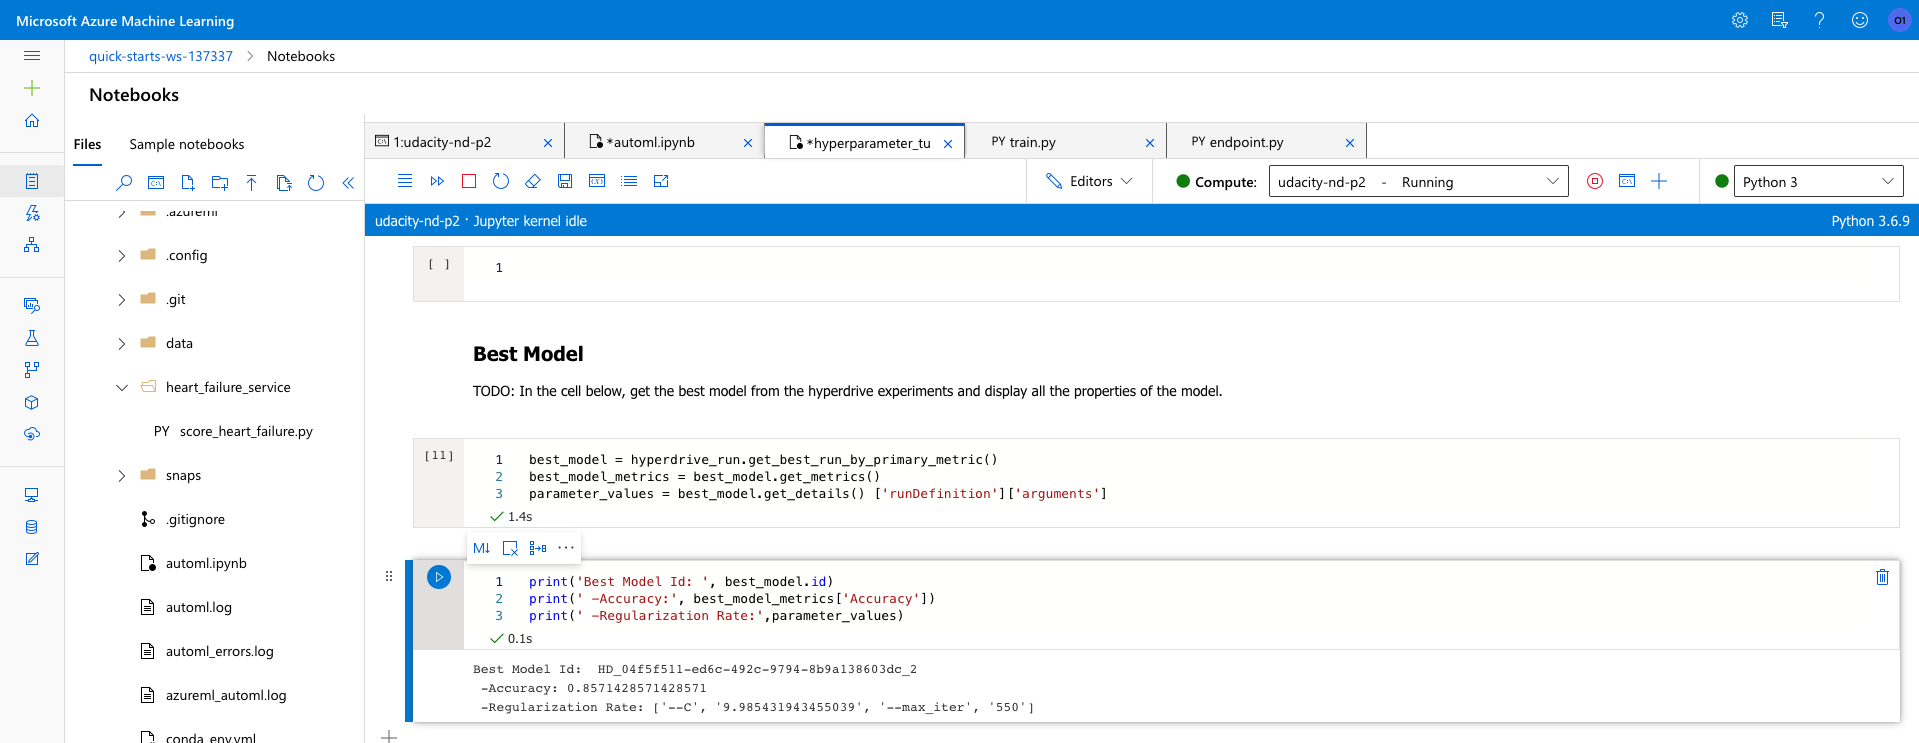 Microsoft Azure Machine Learning
01
quick-starts-ws-137337 > Notebooks
Notebooks
Files Sample notebooks
1:udacity-nd-p2
*automl.ipynb
*hyperparameter_tu
PY train.py
PY endpoint.py
Editors
Compute:
udacity-nd-p2 - Running
Python 3
udacity-nd-p2 · Jupyter kernel idle
Python 3.6.9
.azureml
.config
.git
data
heart_failure_service
PY score_heart_failure.py
snaps
.gitignore
automl.ipynb
automl.log
automl_errors.log
azureml_automl.log
conda_env.yml
[ ]
1
Best Model
TODO: In the cell below, get the best model from the hyperdrive experiments and display all the properties of the model.
[11]
1 best_model = hyperdrive_run.get_best_run_by_primary_metric()
2 best_model_metrics = best_model.get_metrics()
3 parameter_values = best_model.get_details() ['runDefinition']['arguments']
1.4s
M↓ ···
1 print('Best Model Id: ', best_model.id)
2 print(' -Accuracy:', best_model_metrics['Accuracy'])
3 print(' -Regularization Rate:',parameter_values)
0.1s
Best Model Id:  HD_04f5f511-ed6c-492c-9794-8b9a138603dc_2
-Accuracy: 0.8571428571428571
-Regularization Rate: ['--C', '9.985431943455039', '--max_iter', '550']